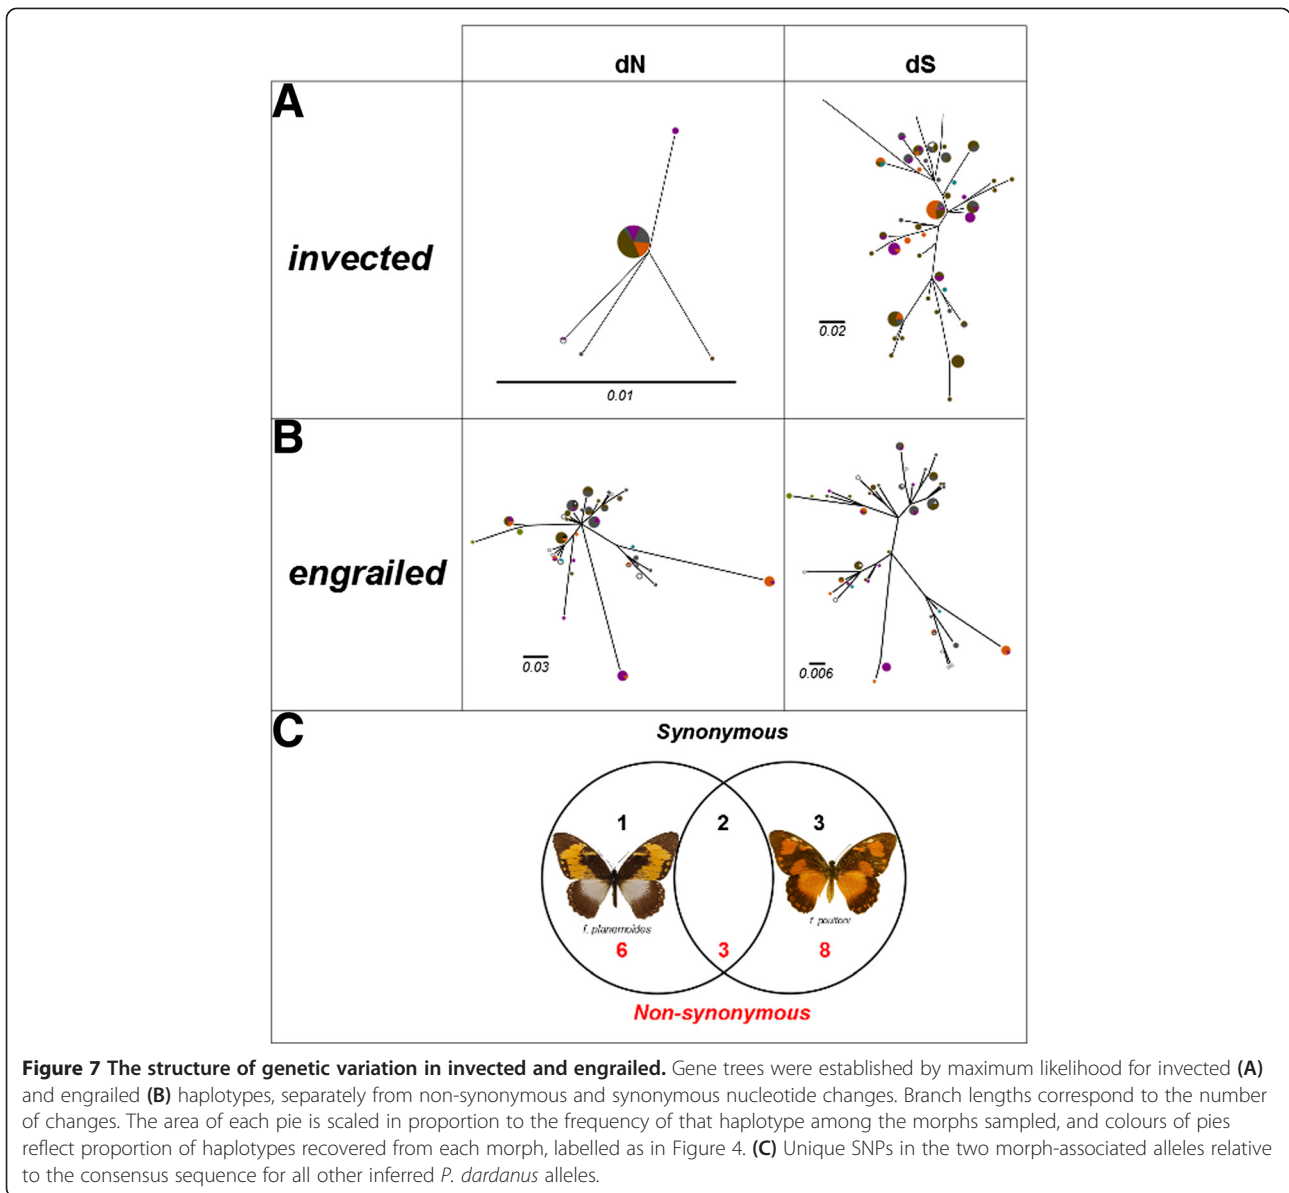 dN
dS
A
invected
0.01
0.02
B
engrailed
0.03
0.006
C
Synonymous
1
2
3
f. planemoides
f. poultoni
6
3
8
Non-synonymous
Figure 7 The structure of genetic variation in invected and engrailed. Gene trees were established by maximum likelihood for invected (A)
and engrailed (B) haplotypes, separately from non-synonymous and synonymous nucleotide changes. Branch lengths correspond to the number
of changes. The area of each pie is scaled in proportion to the frequency of that haplotype among the morphs sampled, and colours of pies
reflect proportion of haplotypes recovered from each morph, labelled as in Figure 4. (C) Unique SNPs in the two morph-associated alleles relative
to the consensus sequence for all other inferred P. dardanus alleles.